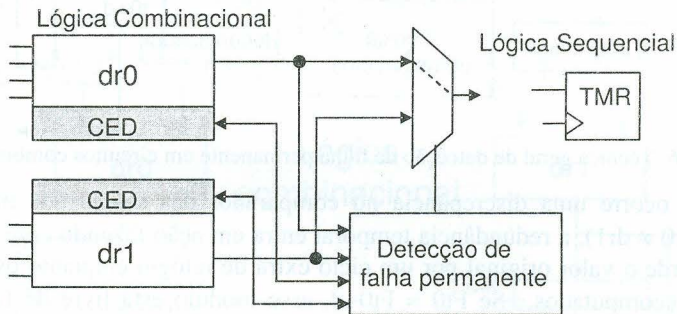 Lógica Combinacional
Lógica Sequencial
dr0
TMR
CED
CED
dr1
Detecção de
falha permanente